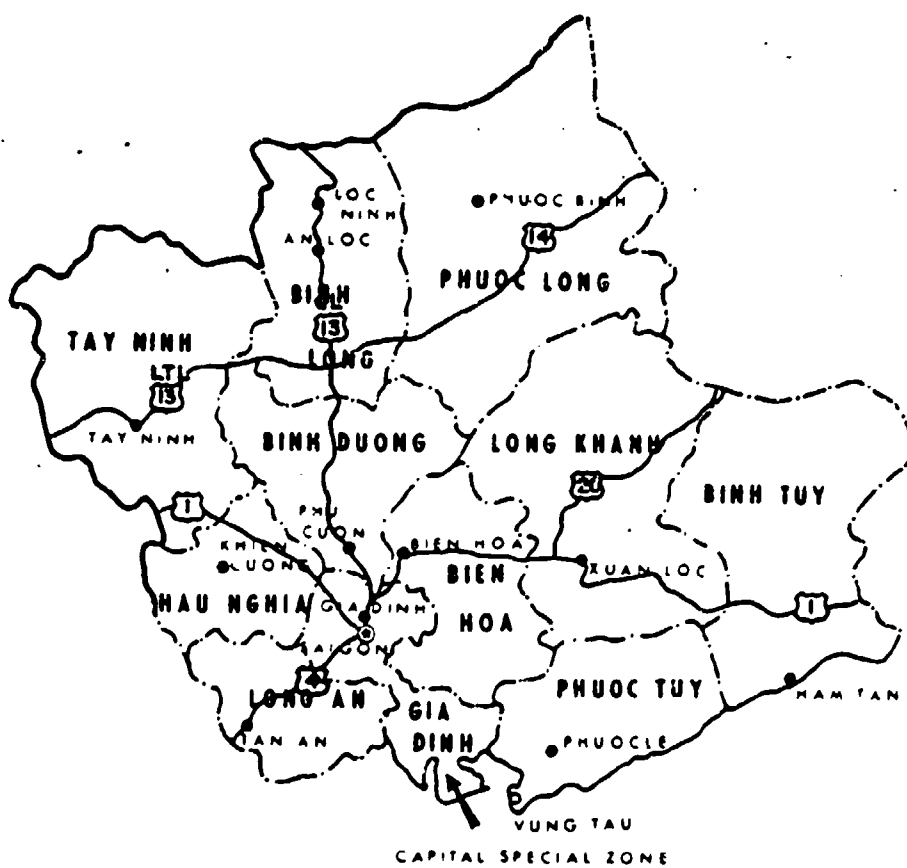 LOC
NINH
PHUOC BINH
AN LOC
14
PHUOC LONG
BINH
QL
13
LONG
TAY NINH
LTL
13
TAY NINH
BINH DUONG
LONG KHANH
20
BINH TUY
1
PHU
CUON
KHIEN
CUONG
BIEN HOA
BIEN
HOA
XUAN LOC
HAU NGHIA
GIA DINH
1
SAIGON
PHUOC TUY
4
LONG AN
HAM TAN
GIA
DINH
TAN AN
PHUOCLE
VUNG TAU
CAPITAL SPECIAL ZONE